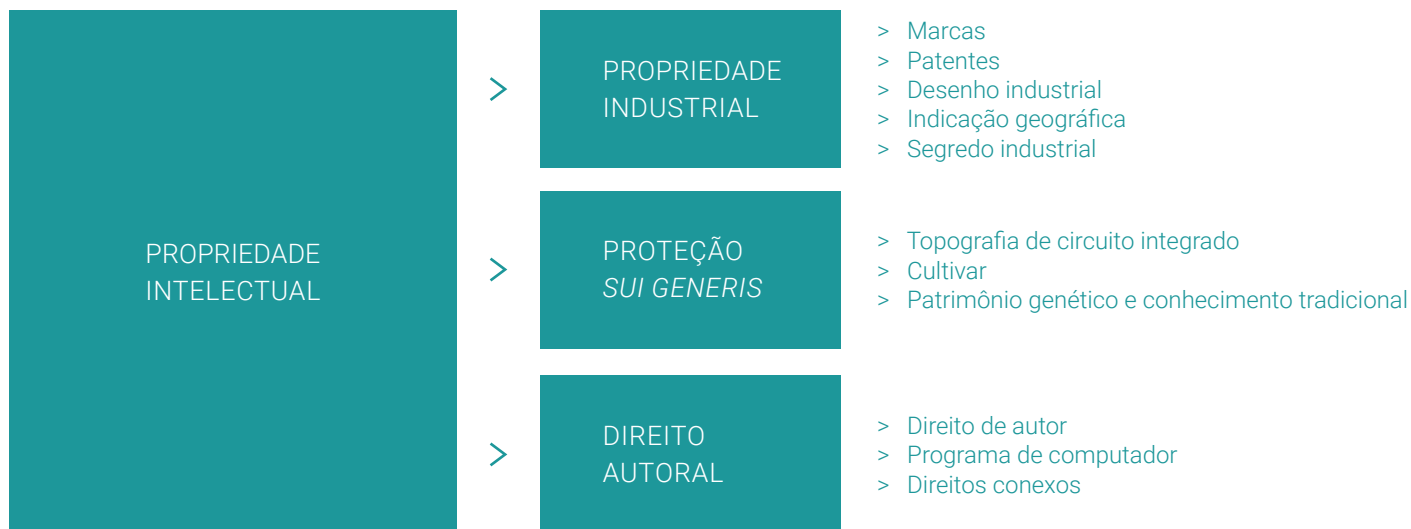 PROPRIEDADE
INTELECTUAL
>
PROPRIEDADE
INDUSTRIAL
> Marcas
> Patentes
> Desenho industrial
> Indicação geográfica
> Segredo industrial
>
PROTEÇÃO
SUI GENERIS
> Topografia de circuito integrado
> Cultivar
> Patrimônio genético e conhecimento tradicional
>
DIREITO
AUTORAL
> Direito de autor
> Programa de computador
> Direitos conexos